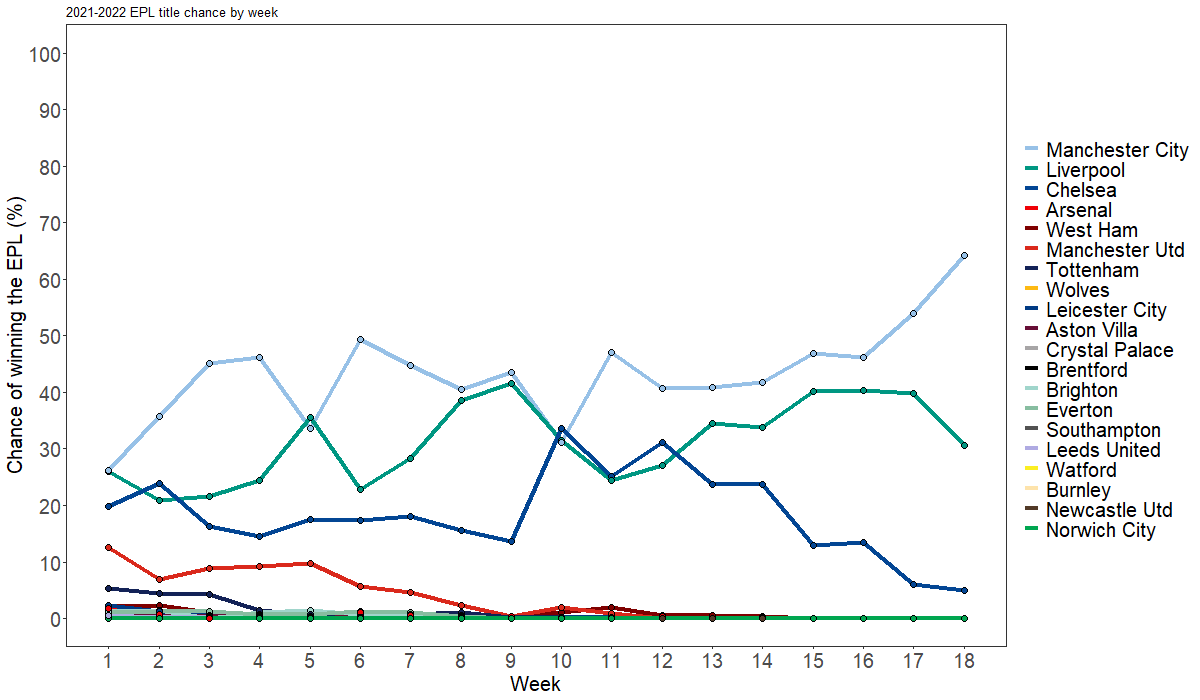 2021-2022 EPL title chance by week
Chance of winning the EPL (%)
100
90
80
70
60
50
40
30
20
10
0
1 2 3 4 5 6 7 8 9 10 11 12 13 14 15 16 17 18
Week
Manchester City
Liverpool
Chelsea
Arsenal
West Ham
Manchester Utd
Tottenham
Wolves
Leicester City
Aston Villa
Crystal Palace
Brentford
Brighton
Everton
Southampton
Leeds United
Watford
Burnley
Newcastle Utd
Norwich City